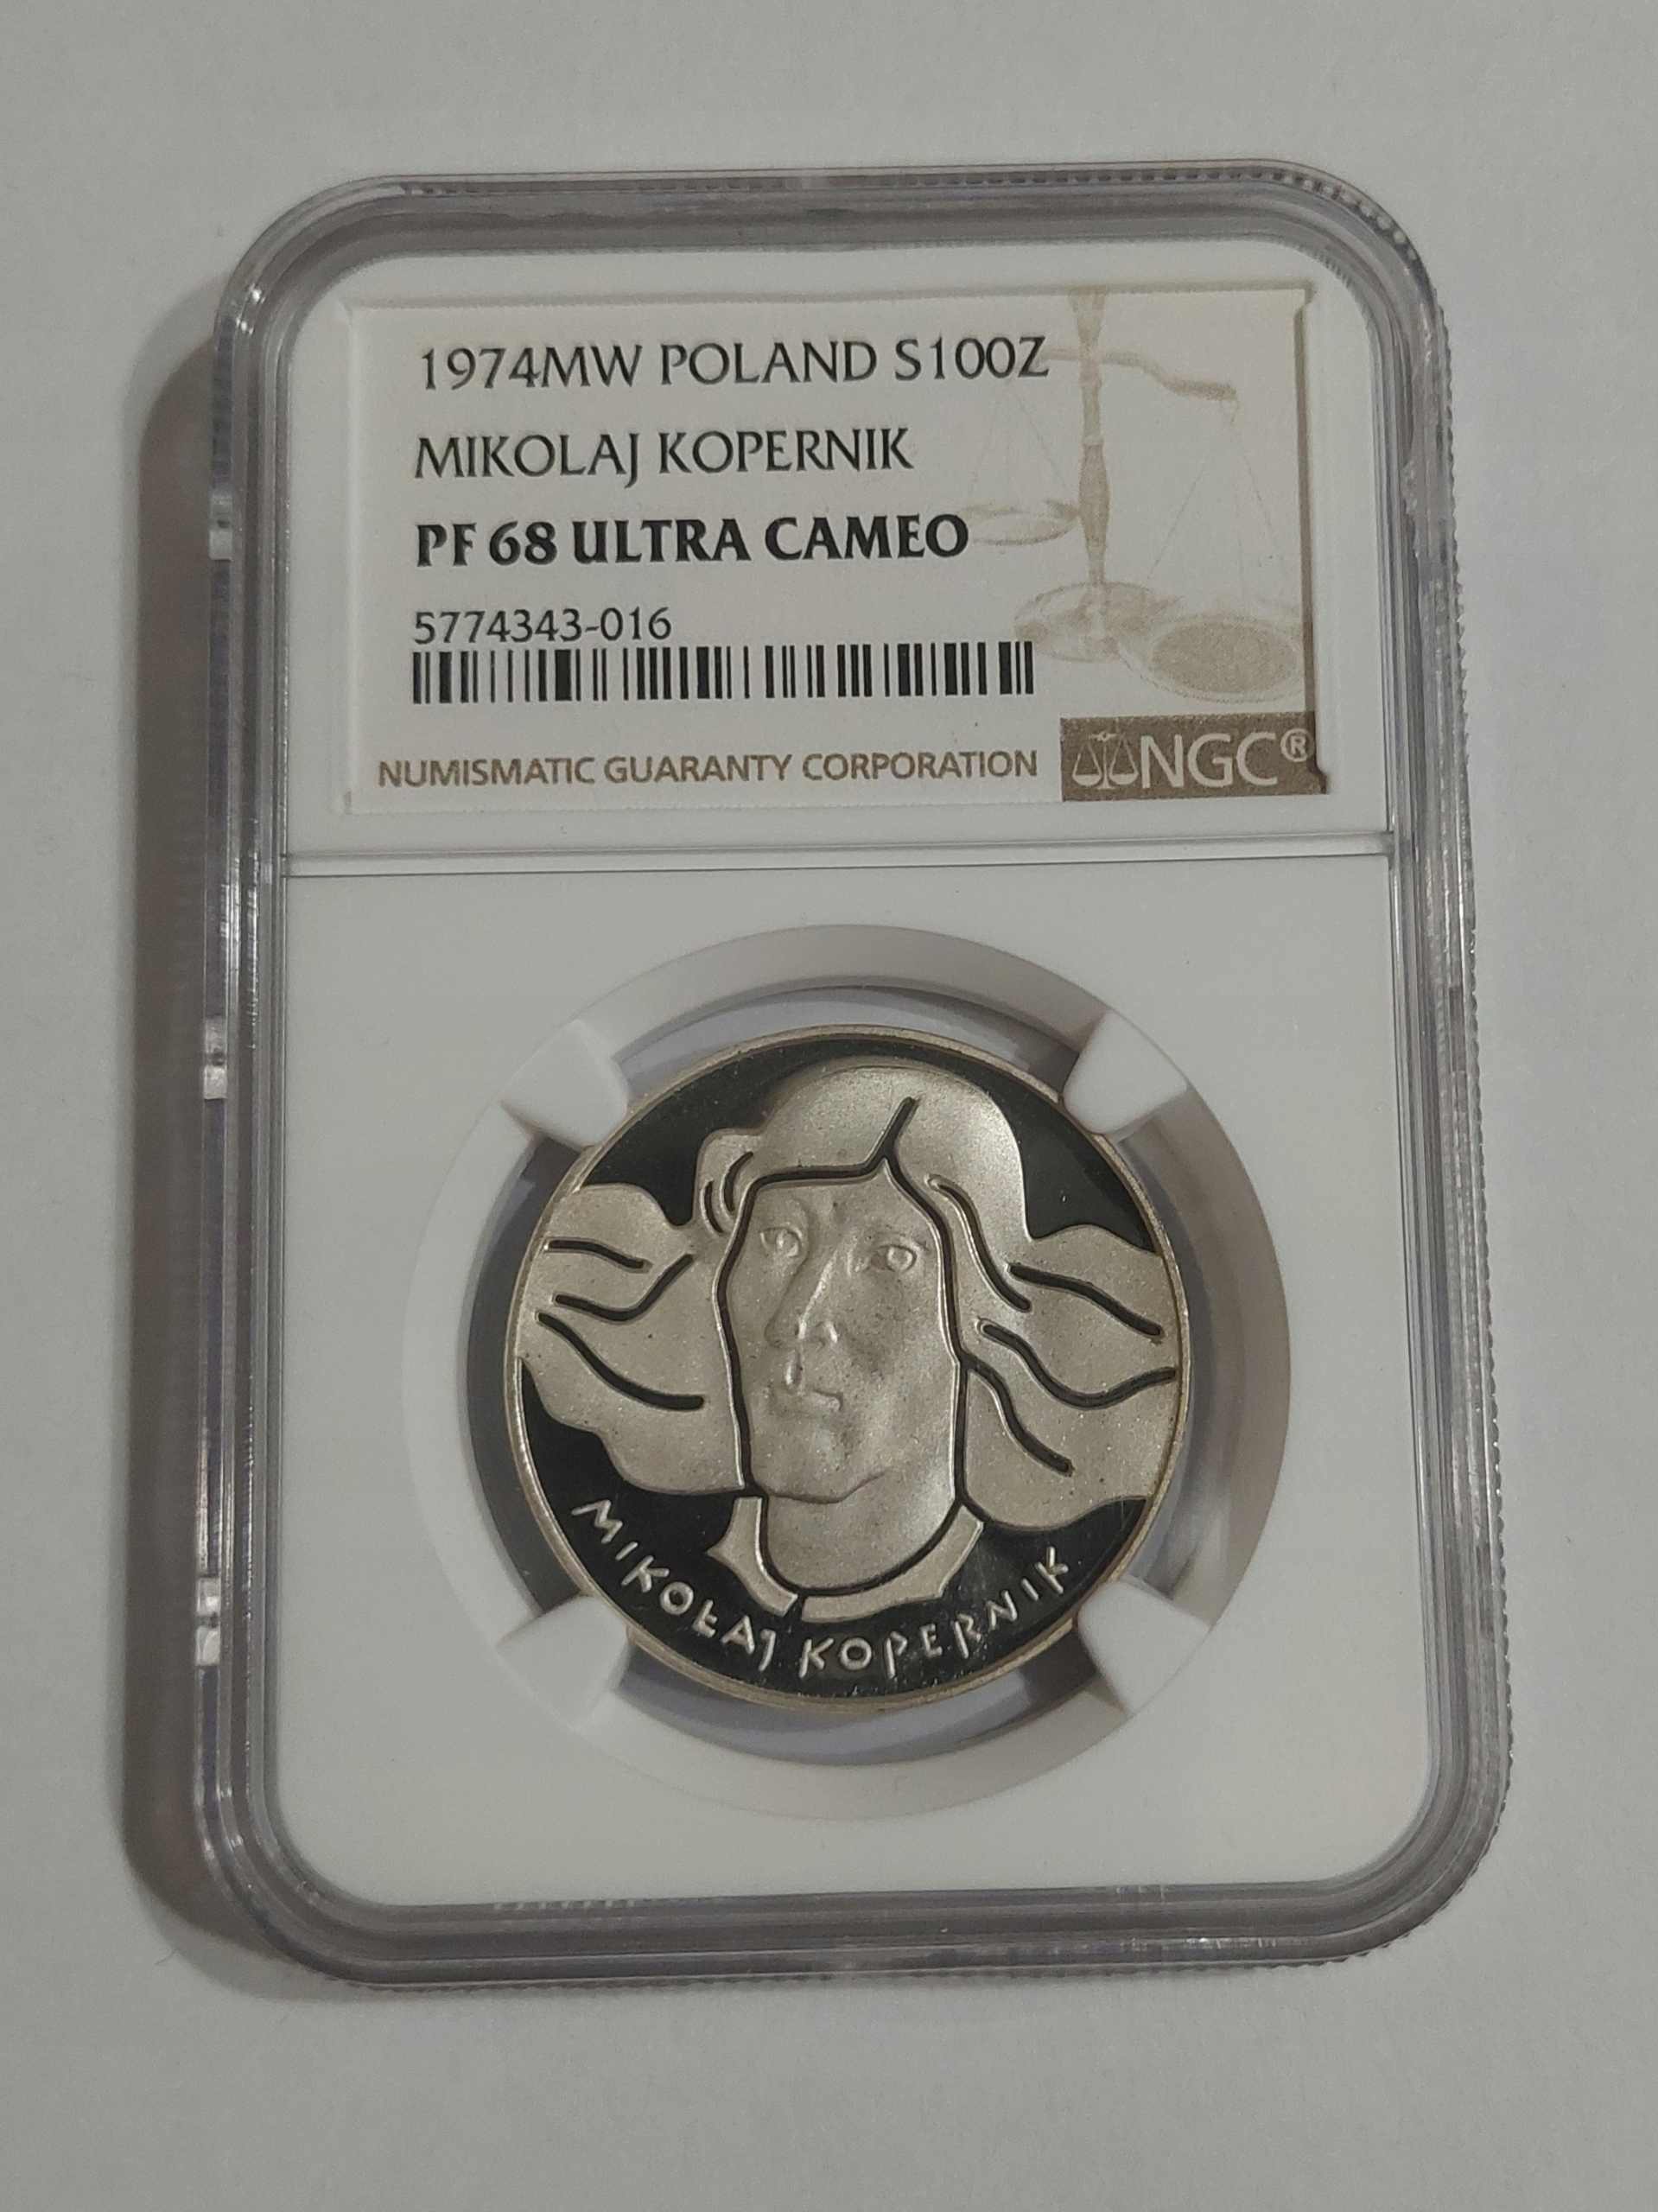 1974MW POLAND S100Z
MIKOLAJ KOPERNIK
PF 68 ULTRA CAMEO
5774343-016
NUMISMATIC GUARANTY CORPORATION
NGC®
MIKOŁAJ KOPERNIK